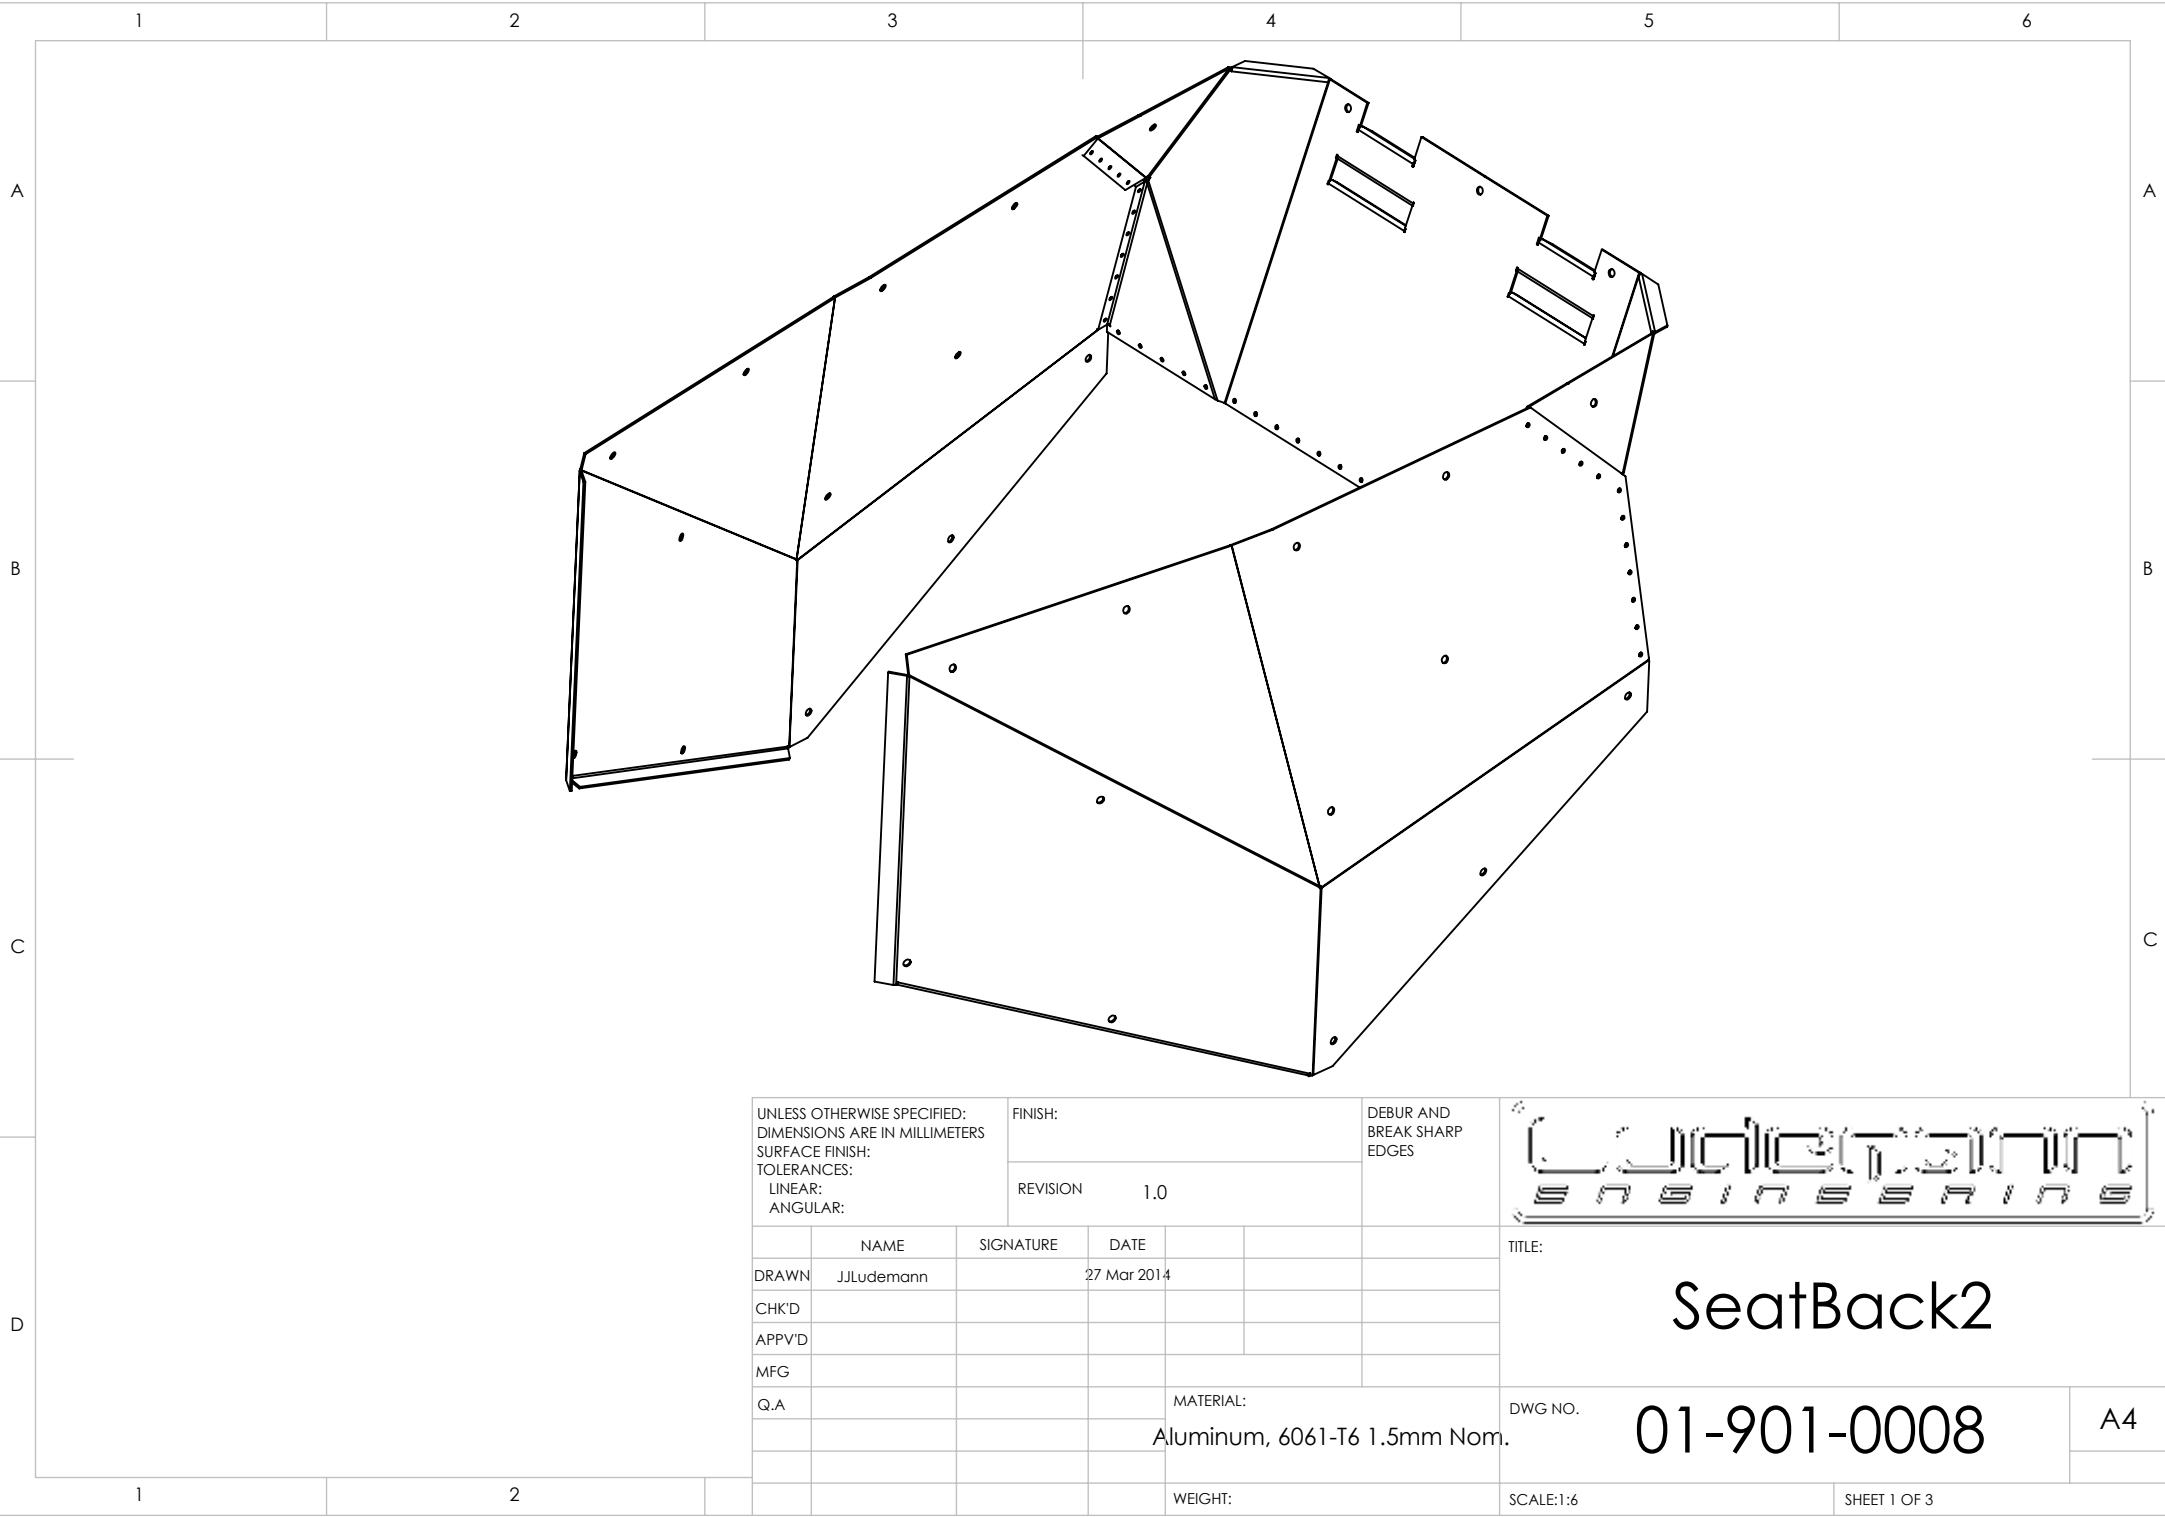 1 2 3 4 5 6
A A
B B
C C
D
UNLESS OTHERWISE SPECIFIED:
DIMENSIONS ARE IN MILLIMETERS
SURFACE FINISH:
TOLERANCES:
LINEAR:
ANGULAR:
FINISH:
REVISION 1.0
DEBUR AND
BREAK SHARP
EDGES
Ludemann
ENGINEERING
NAME SIGNATURE DATE
DRAWN JJLudemann 27 Mar 2014
CHK'D
APPV'D
MFG
Q.A
TITLE:
SeatBack2
MATERIAL:
Aluminum, 6061-T6 1.5mm Nom.
DWG NO. 01-901-0008 A4
WEIGHT:
SCALE:1:6
SHEET 1 OF 3
1 2